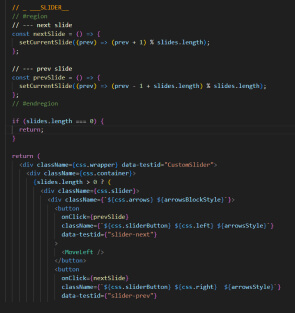 // _ ___SLIDER__
// #region
// --- next slide
const nextSlide = () => {
setCurrentSlide((prev) => (prev + 1) % slides.length);
};
// --- prev slide
const prevSlide = () => {
setCurrentSlide((prev) => (prev - 1 + slides.length) % slides.length);
};
// #endregion
if (slides.length === 0) {
return;
}
return (
<div className={css.wrapper} data-testid="CustomSlider">
<div className={css.container}>
{slides.length > 0 ? (
<div className={css.slider}>
<div className={`${css.arrows} ${arrowsBlockStyle}`}>
<button
onClick={prevSlide}
className={`${css.sliderButton} ${css.left} ${arrowsStyle}`}
data-testid={"slider-next"}
>
<MoveLeft />
</button>
<button
onClick={nextSlide}
className={`${css.sliderButton} ${css.right}  ${arrowsStyle}`}
data-testid={"slider-prev"}